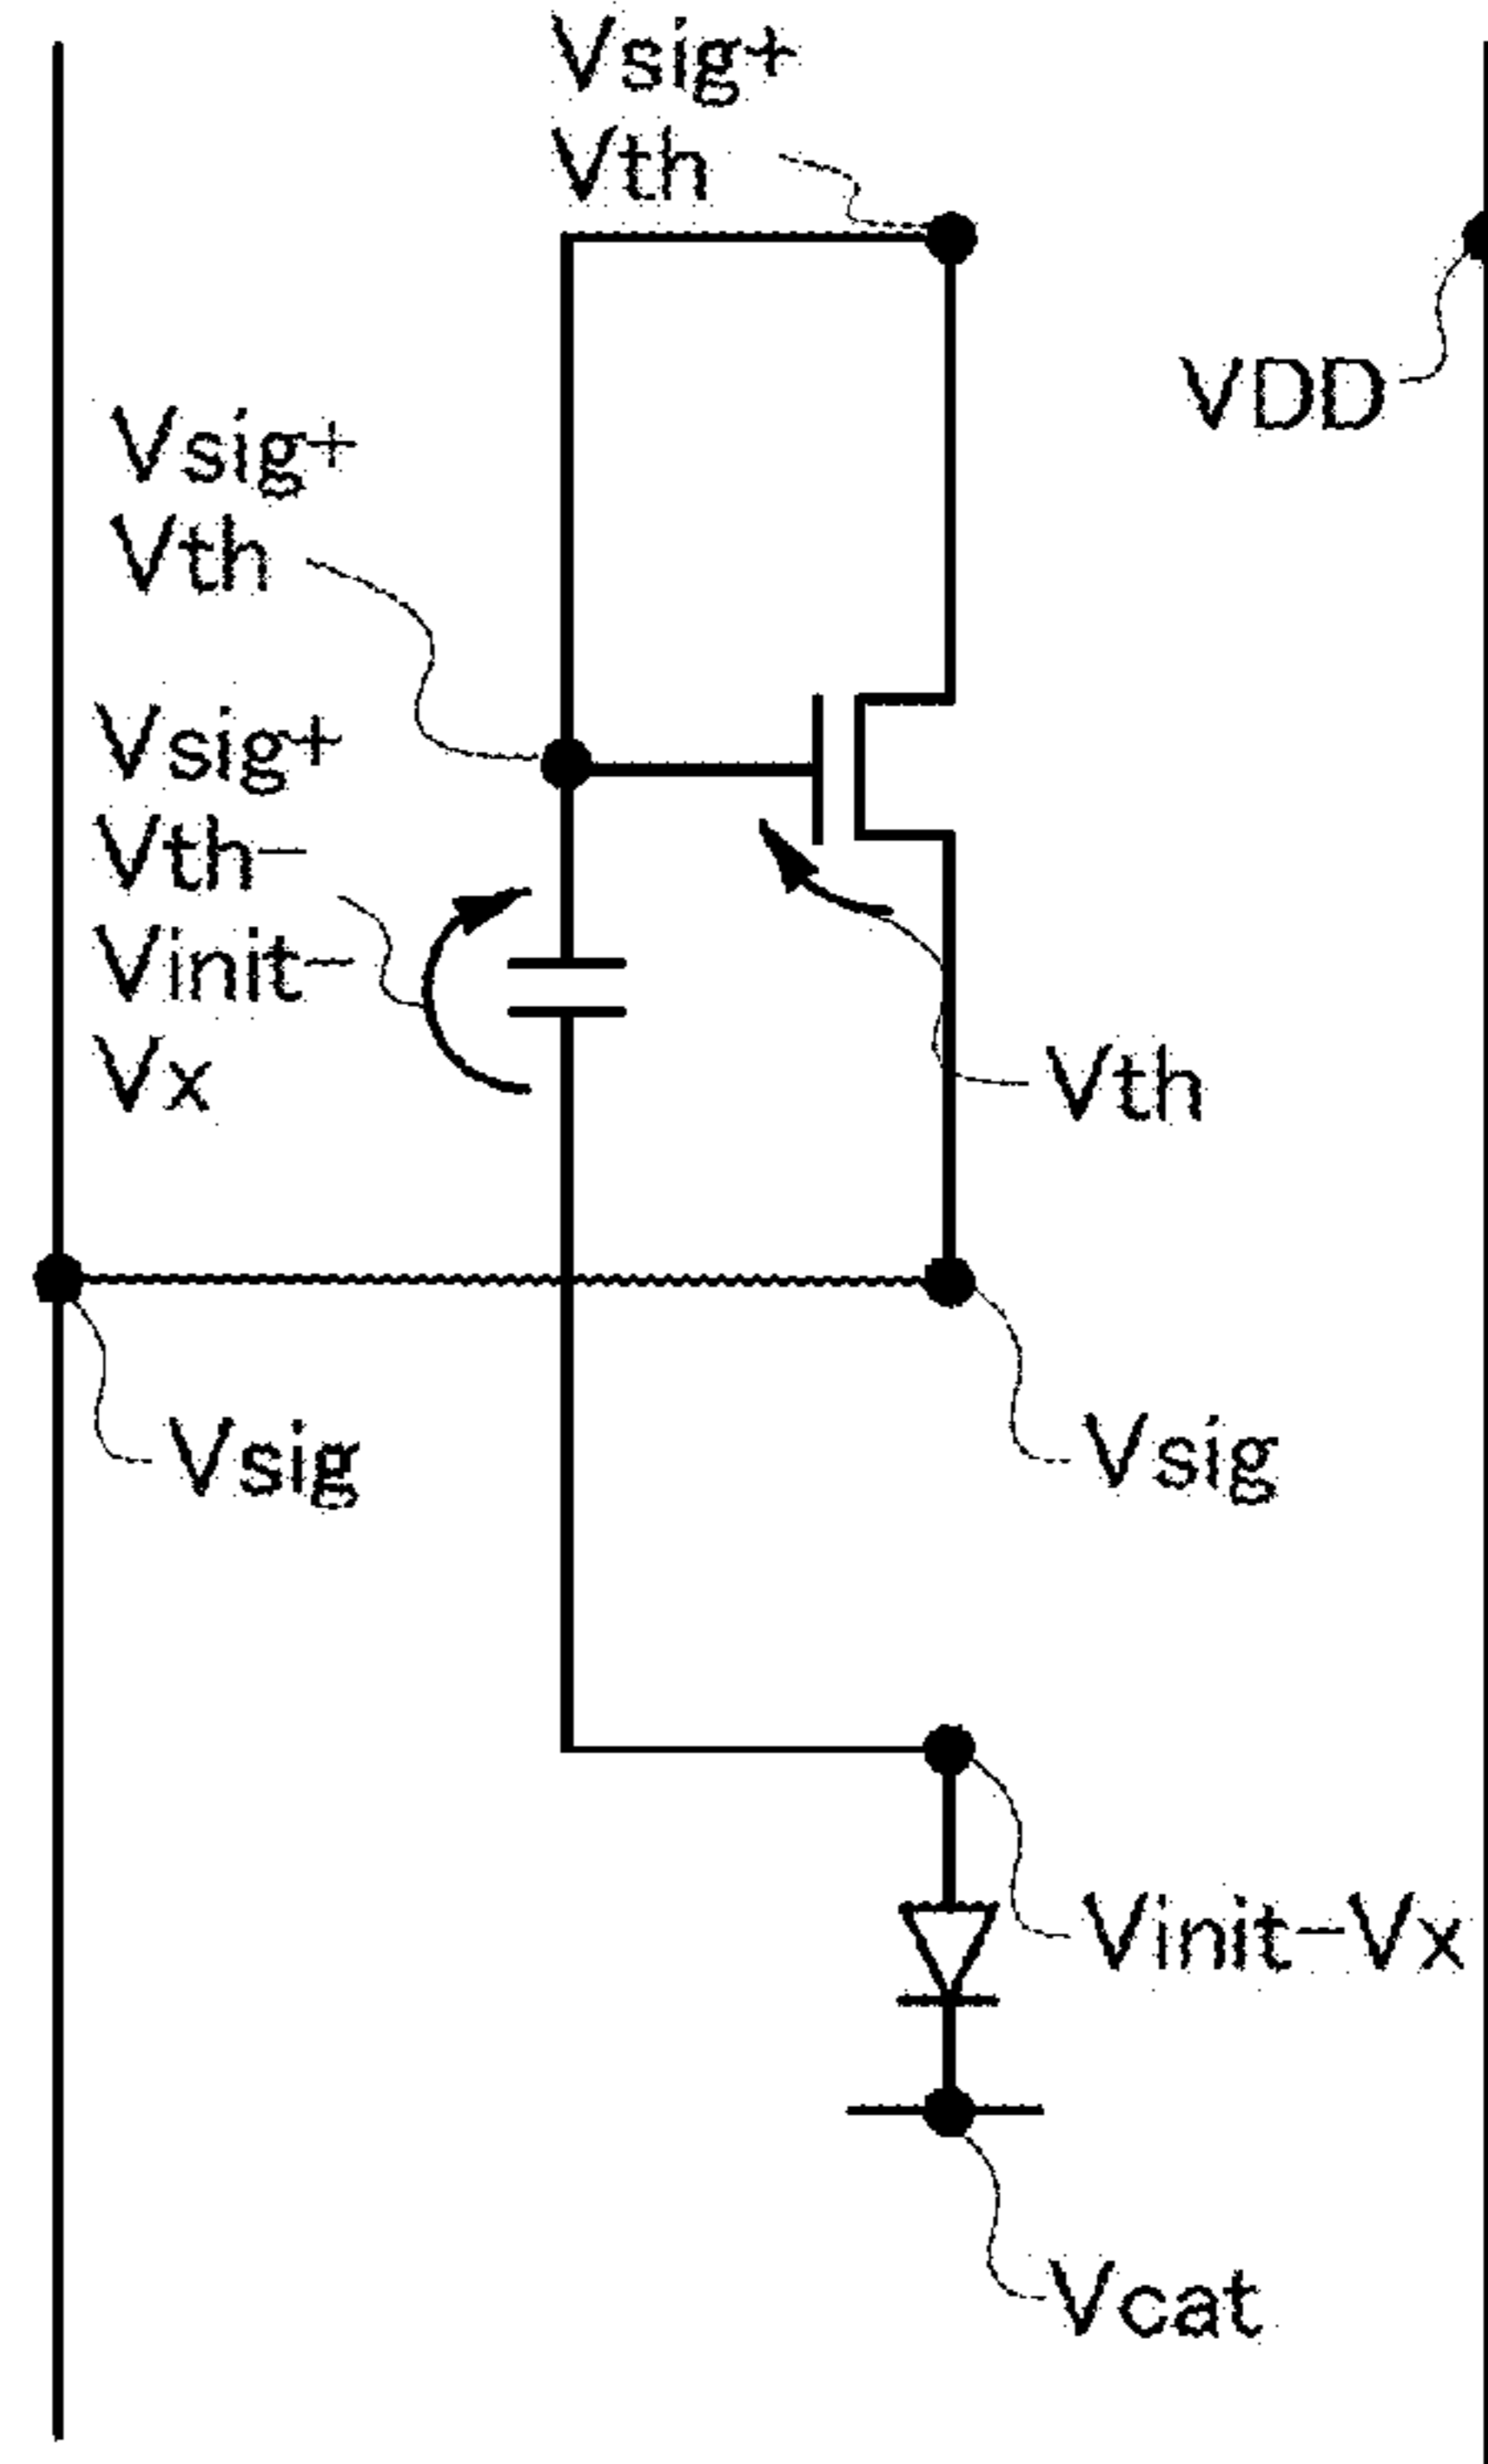 Vsig+
Vth
VDD
Vsig+
Vth
Vsig+
Vth−
Vinit−
Vx
Vth
Vsig
Vsig
Vinit−Vx
Vcat